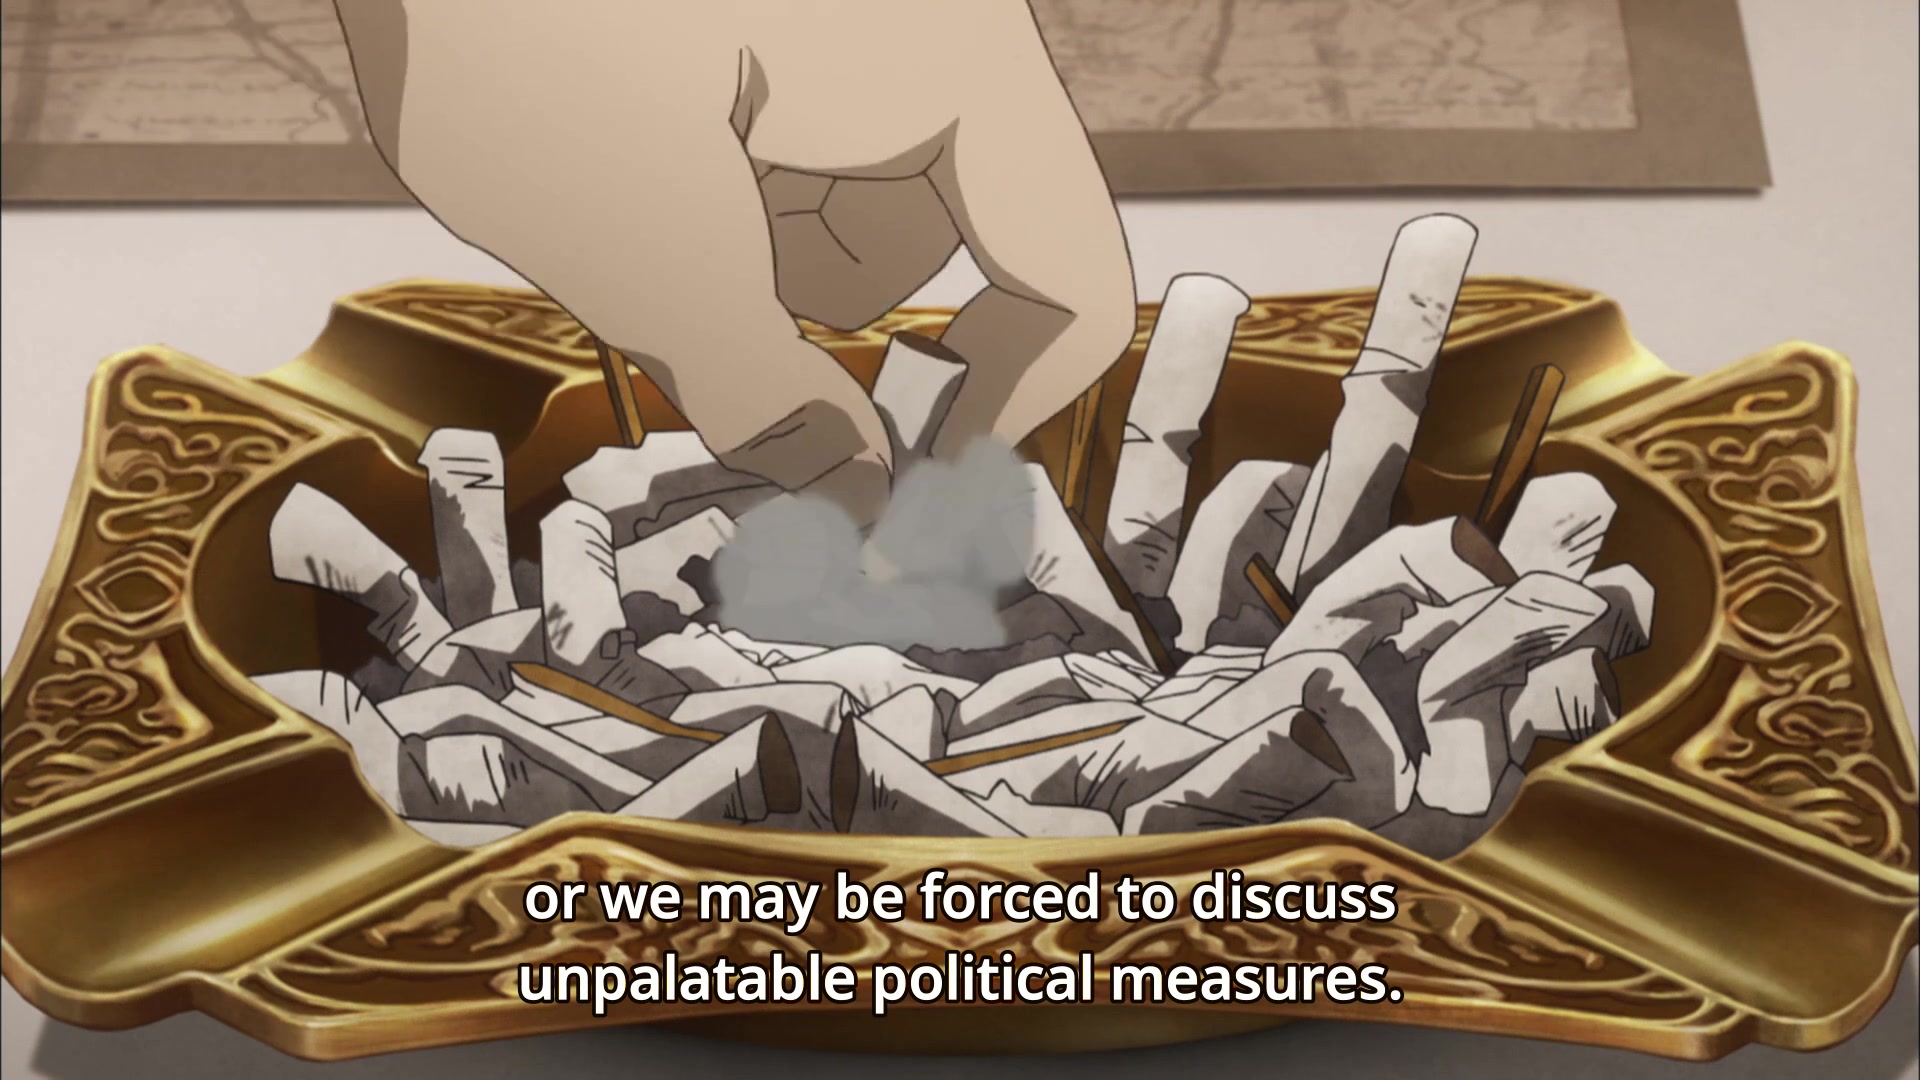 or we may be forced to discuss
unpalatable political measures.